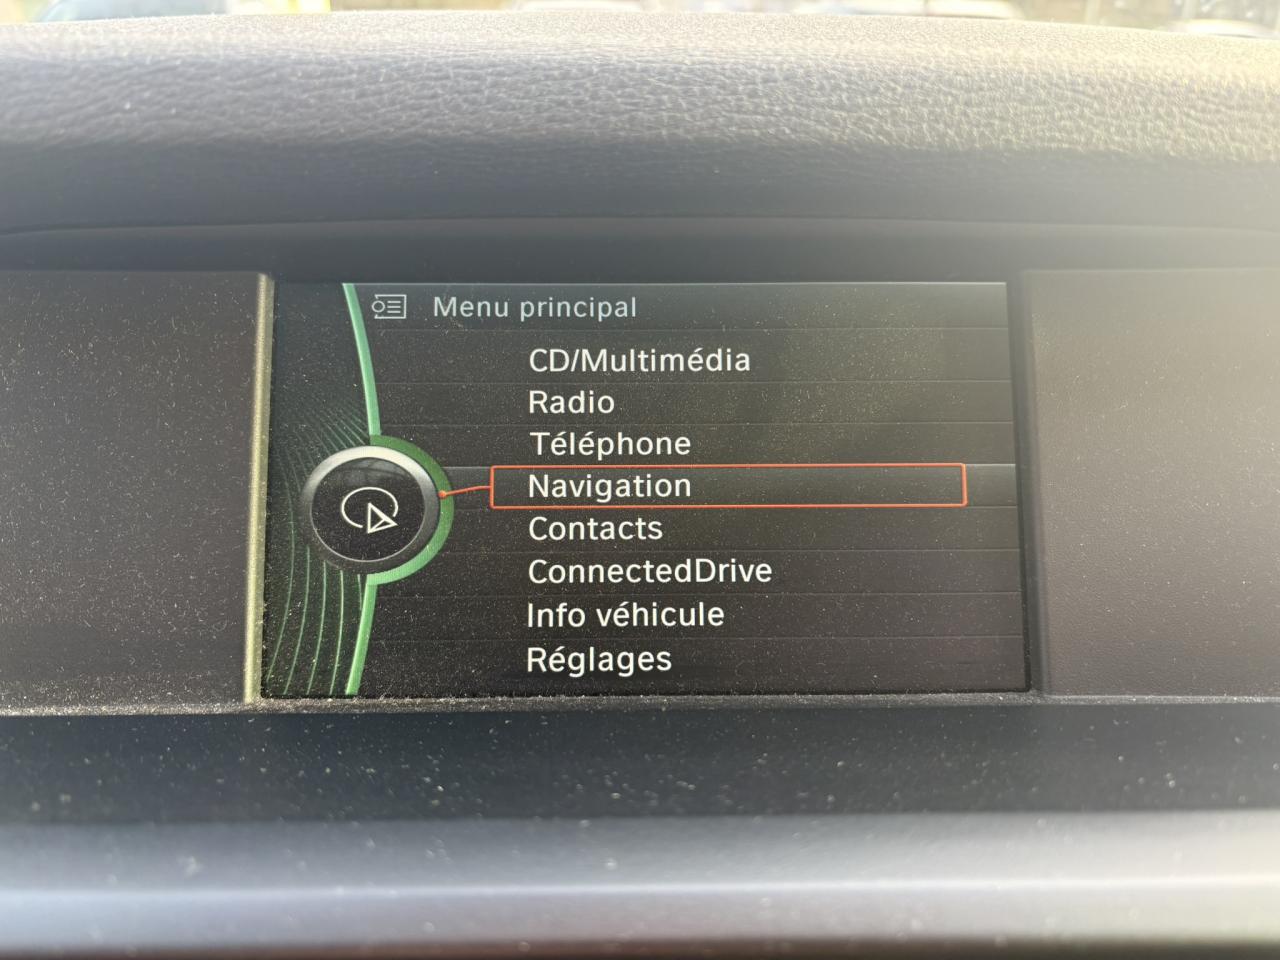 Menu principal
CD/Multimédia
Radio
Téléphone
Navigation
Contacts
ConnectedDrive
Info véhicule
Réglages